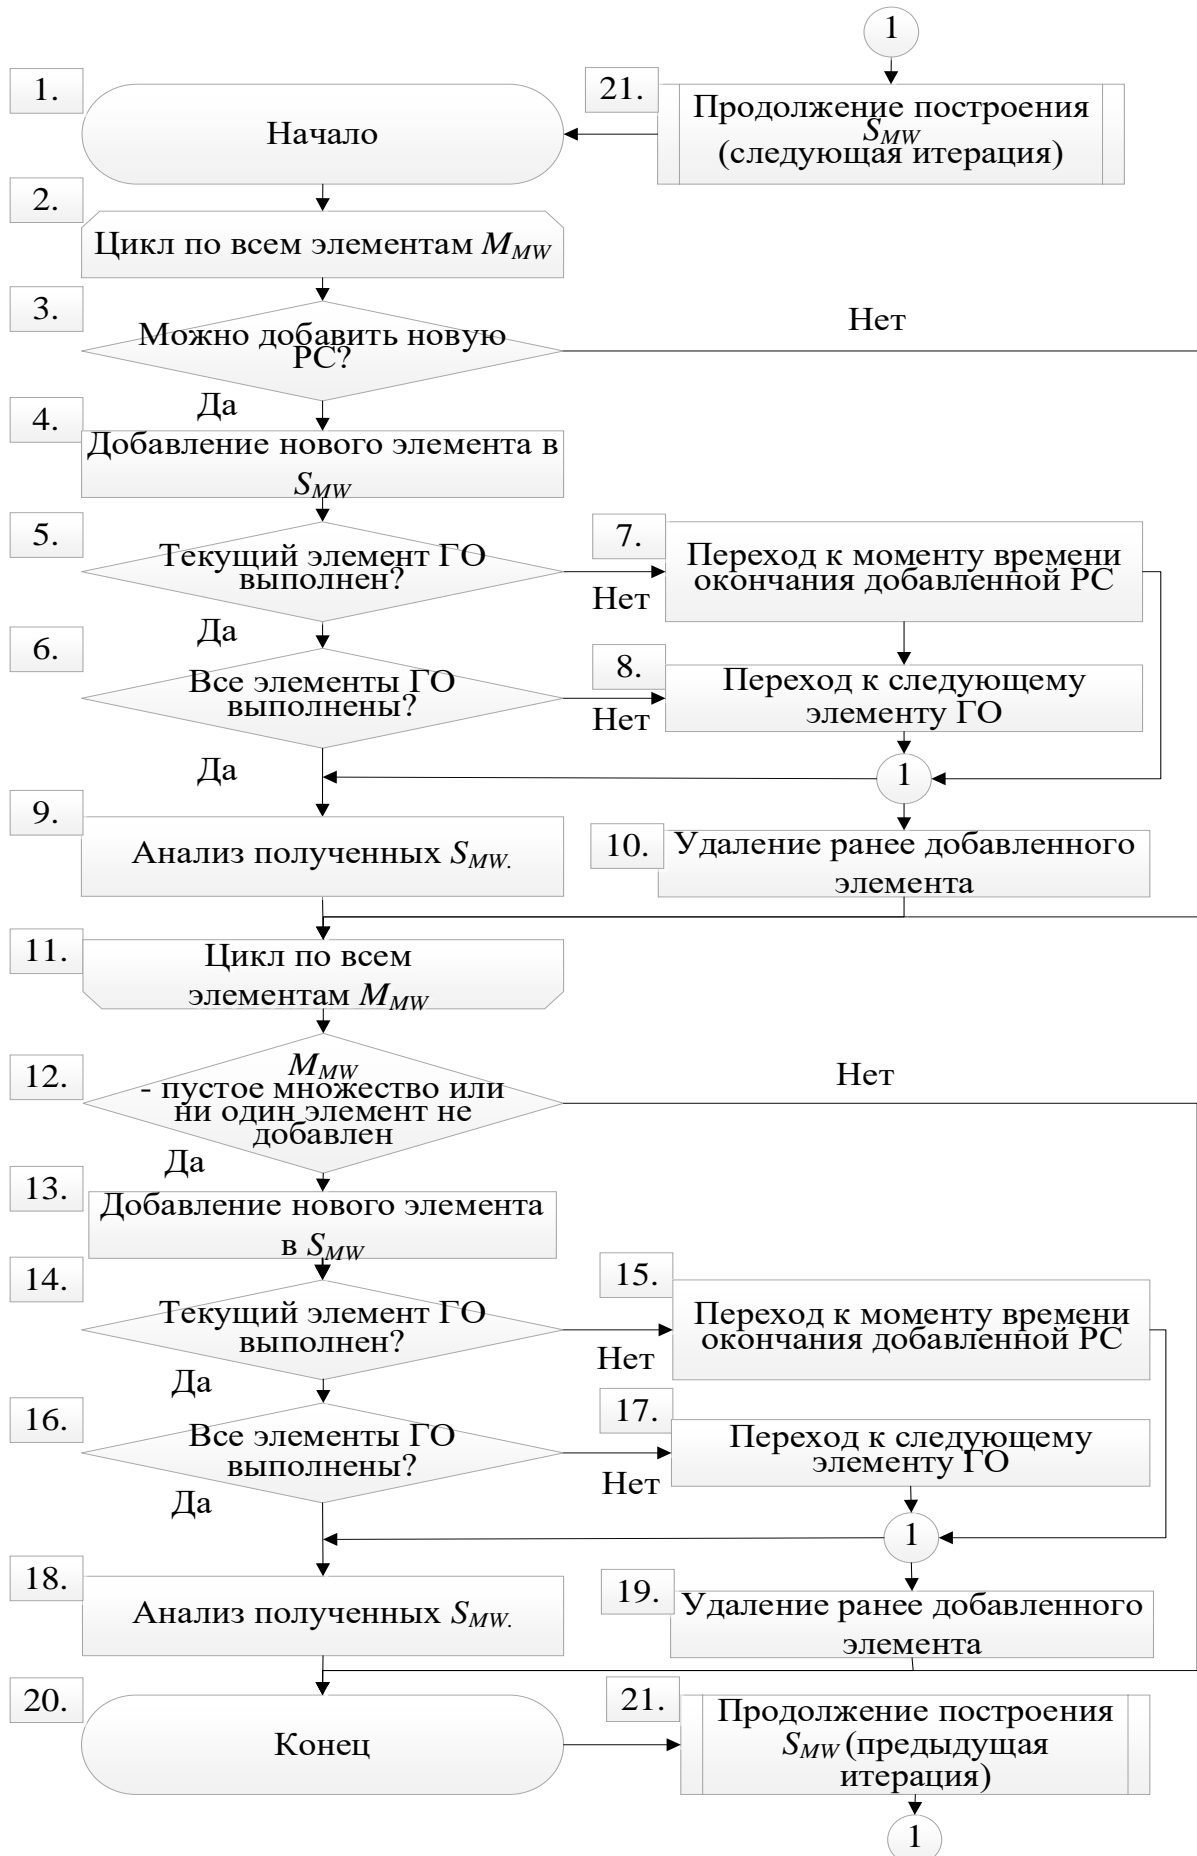 1
1.
Начало
21.
Продолжение построения
SMW
(следующая итерация)
2.
Цикл по всем элементам MMW
3.
Можно добавить новую
РС?
Нет
Да
4.
Добавление нового элемента в
SMW
5.
Текущий элемент ГО
выполнен?
Нет
7.
Переход к моменту времени
окончания добавленной РС
Да
6.
Все элементы ГО
выполнены?
Нет
8.
Переход к следующему
элементу ГО
Да
1
9.
Анализ полученных SMW.
10.
Удаление ранее добавленного
элемента
11.
Цикл по всем
элементам MMW
12.
MMW
- пустое множество или
ни один элемент не
добавлен
Нет
Да
13.
Добавление нового элемента
в SMW
14.
Текущий элемент ГО
выполнен?
Нет
15.
Переход к моменту времени
окончания добавленной РС
Да
16.
Все элементы ГО
выполнены?
Нет
17.
Переход к следующему
элементу ГО
Да
1
18.
Анализ полученных SMW.
19.
Удаление ранее добавленного
элемента
20.
Конец
21.
Продолжение построения
SMW (предыдущая
итерация)
1